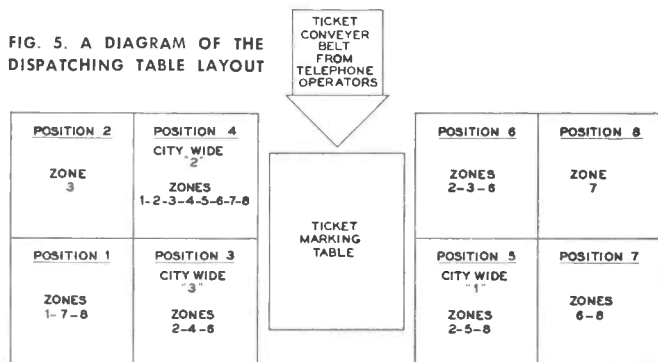 FIG. 5. A DIAGRAM OF THE
DISPATCHING TABLE LAYOUT
TICKET
CONVEYER
BELT
FROM
TELEPHONE
OPERATORS
POSITION 2
ZONE
3
POSITION 4
CITY WIDE
"2"
ZONES
1-2-3-4-5-6-7-8
POSITION 1
ZONES
1-7-8
POSITION 3
CITY WIDE
"3"
ZONES
2-4-6
TICKET
MARKING
TABLE
POSITION 6
ZONES
2-3-6
POSITION 8
ZONE
7
POSITION 5
CITY WIDE
"1"
ZONES
2-5-8
POSITION 7
ZONES
6-8